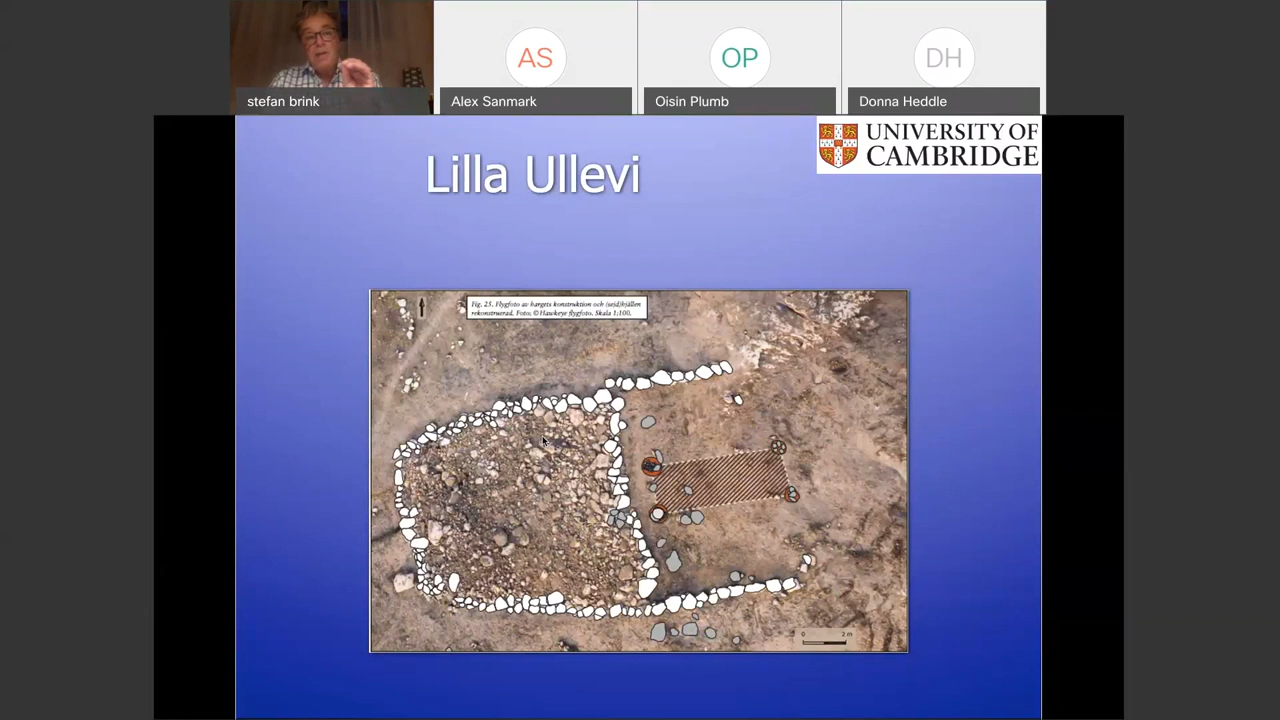 AS
OP
DH
stefan brink
Alex Sanmark
Oisin Plumb
Donna Heddle
UNIVERSITY OF
CAMBRIDGE
Lilla Ullevi
Fig. 25. Flygfoto av hargets konstruktion och (sejd)hjällen
rekonstruerad. Foto: © Hawkeye flygfoto. Skala 1:100.
0 2 m